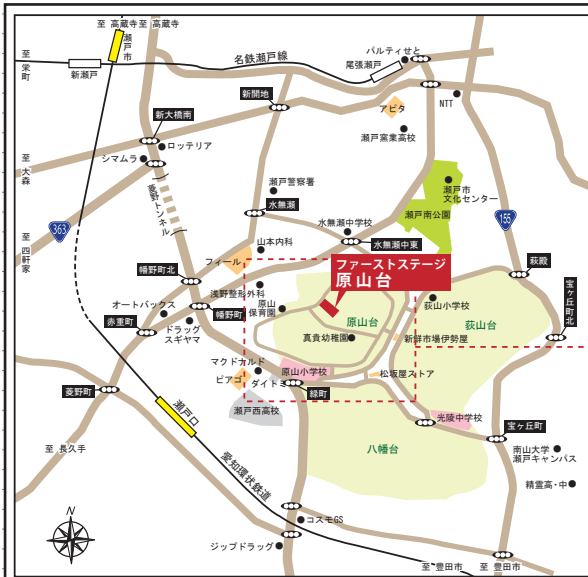 至 高蔵寺
至 高蔵寺
瀬戸市
至 栄町
新瀬戸
名鉄瀬戸線
パルティせと
尾張瀬戸
新開地
アピタ
NTT
瀬戸窯業高校
新大橋南
ロッテリア
シマムラ
至 大森
瀬戸警察署
瀬戸市
文化センター
水無瀬
菱野トンネル
水無瀬中学校
瀬戸南公園
155
363
至 四軒家
山本内科
水無瀬中東
フィール
ファーストステージ
原山台
萩殿
幡野町北
浅野整形外科
原山
保育園
萩山小学校
宝ヶ丘町北
オートバックス
幡野町
原山台
萩山台
赤重町
ドラッグ
スギヤマ
真貴幼稚園
新鮮市場伊勢屋
マクドナルド
原山小学校
松坂屋ストア
ピアゴ
ダイトミ
緑町
菱野町
瀬戸西高校
光陵中学校
瀬戸口
宝ヶ丘町
至 長久手
八幡台
南山大学
瀬戸キャンパス
愛知環状鉄道
精霊高・中
N
コスモGS
ジップドラッグ
至 豊田市
至 豊田市